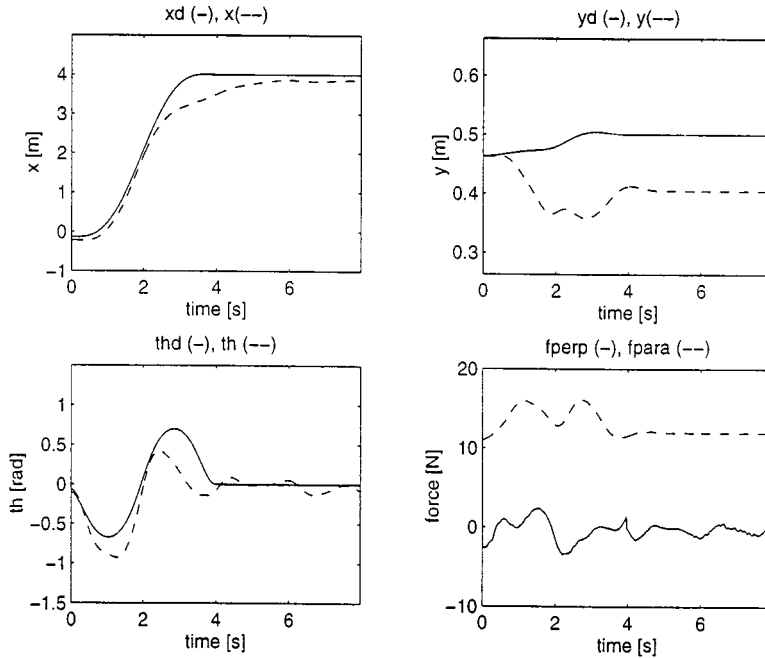 xd (−), x(−−)
4
3
2
1
0
−1
x [m]
0 2 4 6
time [s]
yd (−), y(−−)
0.6
0.5
0.4
0.3
y [m]
0 2 4 6 8
time [s]
thd (−), th (−−)
1
0.5
0
−0.5
−1
−1.5
th [rad]
0 2 4 6
time [s]
fperp (−), fpara (−−)
20
10
0
−10
force [N]
0 2 4 6 8
time [s]